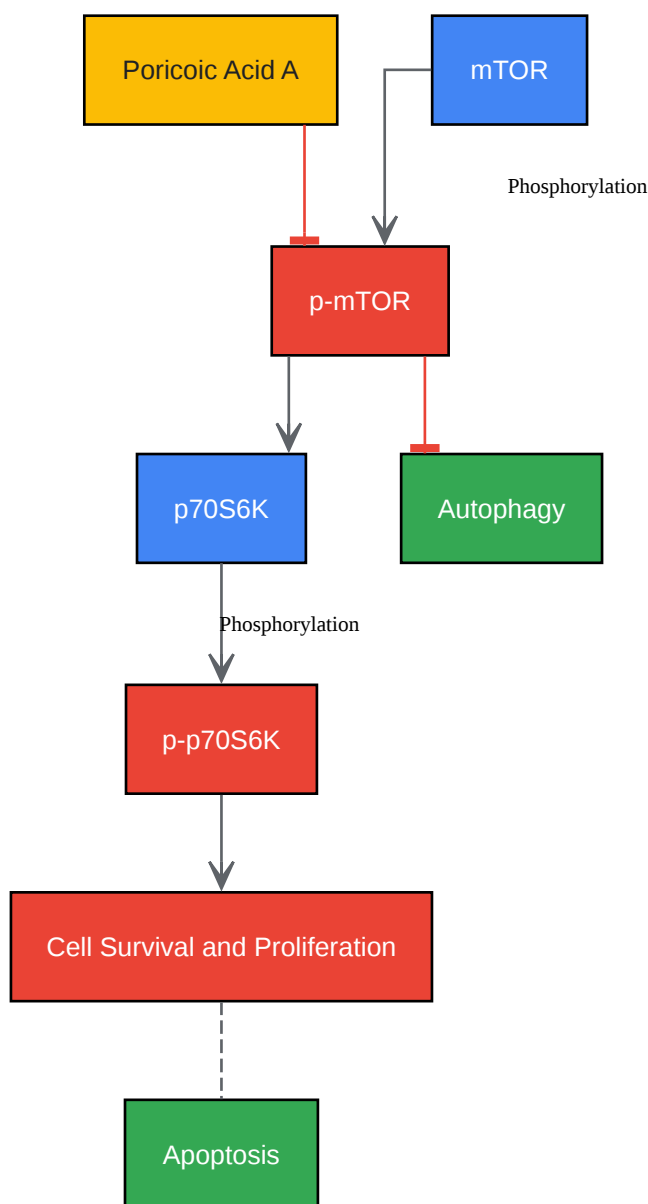 Poricoic Acid A
mTOR
Phosphorylation
p-mTOR
p70S6K
Autophagy
Phosphorylation
p-p70S6K
Cell Survival and Proliferation
Apoptosis